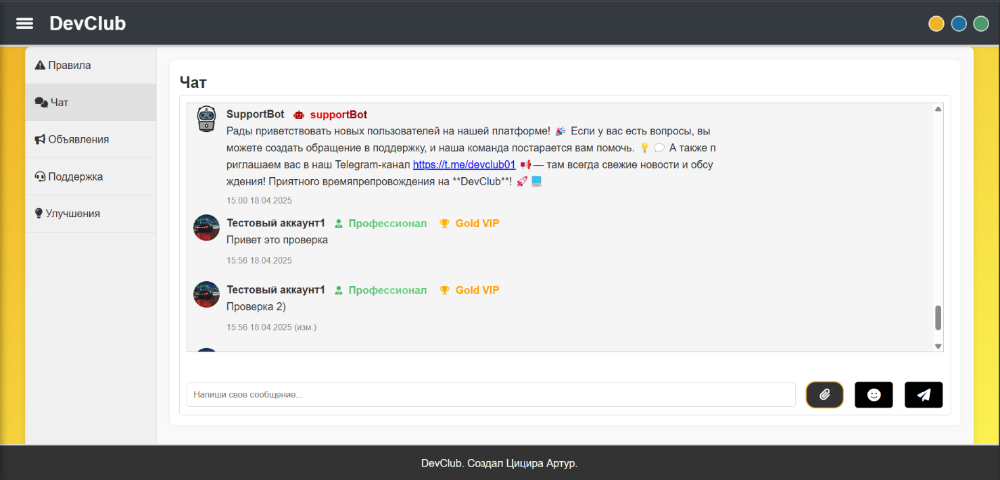 DevClub
Правила
Чат
Объявления
Поддержка
Улучшения
Чат
SupportBot supportBot
Рады приветствовать новых пользователей на нашей платформе! 🎉 Если у вас есть вопросы, вы
можете создать обращение в поддержку, и наша команда постарается вам помочь. 💡 💬 А также п
риглашаем вас в наш Telegram-канал https://t.me/devclub01 📢 — там всегда свежие новости и обсу
ждения! Приятного времяпрепровождения на **DevClub**! 🚀 💻
15:00 18.04.2025
Тестовый аккаунт1 Профессионал Gold VIP
Привет это проверка
15:56 18.04.2025
Тестовый аккаунт1 Профессионал Gold VIP
Проверка 2)
15:56 18.04.2025 (изм.)
Напиши свое сообщение...
DevClub. Создал Цицира Артур.